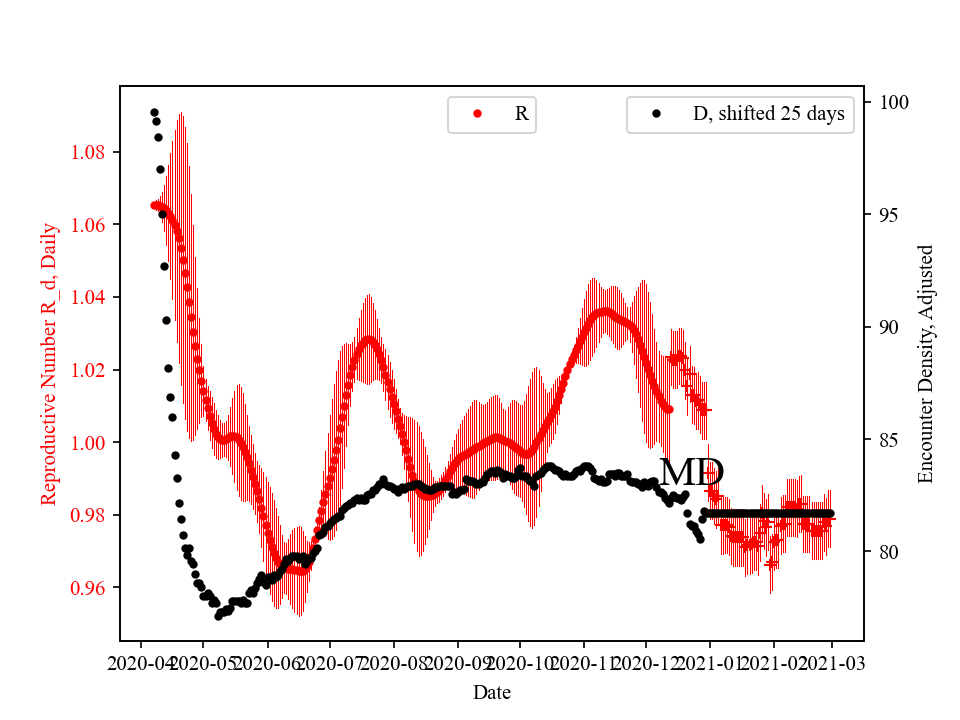 R
D, shifted 25 days
Reproductive Number R_d, Daily
1.08
1.06
1.04
1.02
1.00
0.98
0.96
100
95
90
85
80
Encounter Density, Adjusted
MD
2020-04 2020-05 2020-06 2020-07 2020-08 2020-09 2020-10 2020-11 2020-12 2021-01 2021-02 2021-03
Date